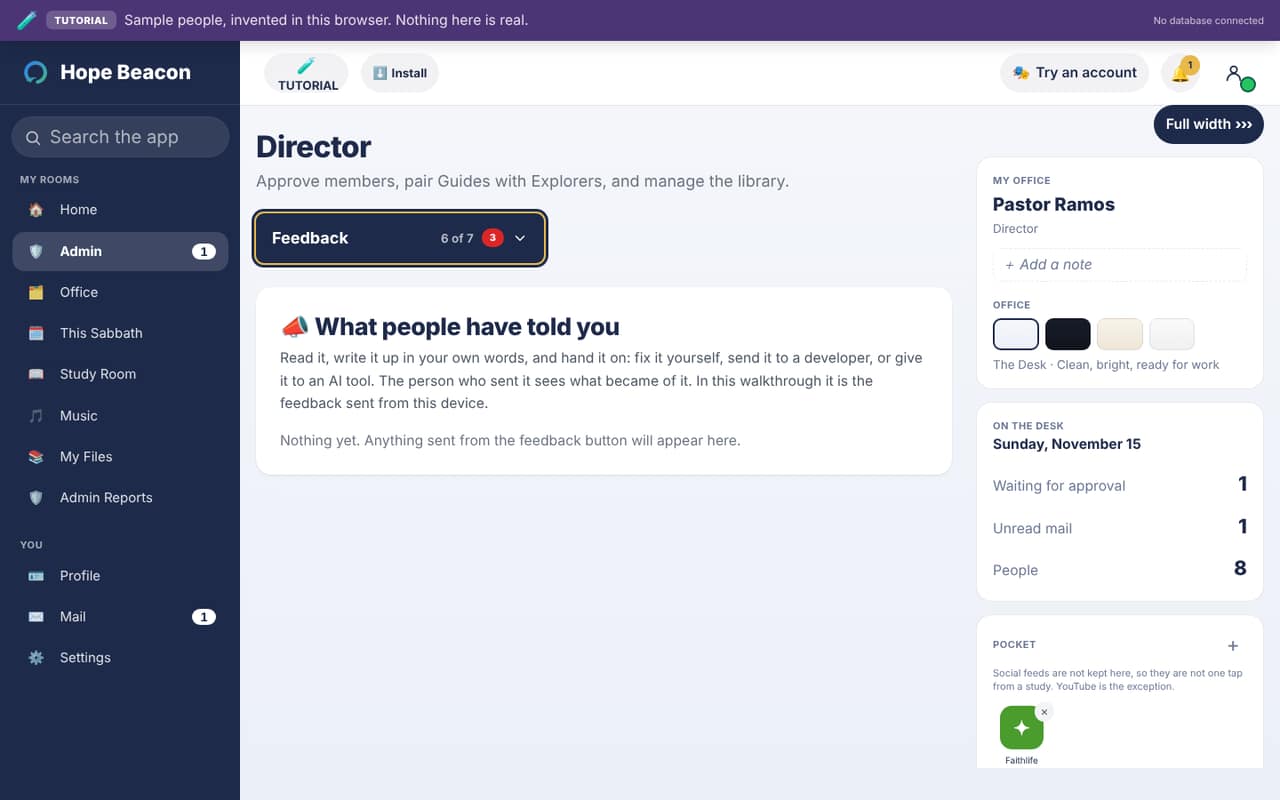 TUTORIAL Sample people, invented in this browser. Nothing here is real.
No database connected
Hope Beacon
Search the app
MY ROOMS
Home
Admin 1
Office
This Sabbath
Study Room
Music
My Files
Admin Reports
YOU
Profile
Mail 1
Settings
TUTORIAL
Install
Try an account
1
Full width ›››
Director
Approve members, pair Guides with Explorers, and manage the library.
Feedback 6 of 7 3
What people have told you
Read it, write it up in your own words, and hand it on: fix it yourself, send it to a developer, or give
it to an AI tool. The person who sent it sees what became of it. In this walkthrough it is the
feedback sent from this device.
Nothing yet. Anything sent from the feedback button will appear here.
MY OFFICE
Pastor Ramos
Director
+ Add a note
OFFICE
The Desk · Clean, bright, ready for work
ON THE DESK
Sunday, November 15
Waiting for approval 1
Unread mail 1
People 8
POCKET +
Social feeds are not kept here, so they are not one tap
from a study. YouTube is the exception.
×
Faithlife